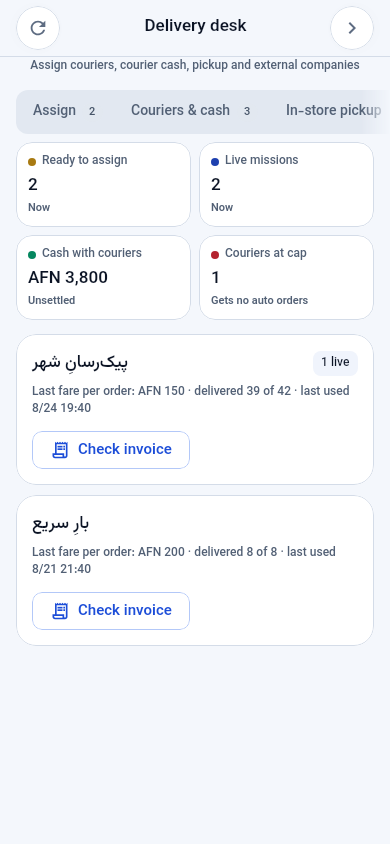 Delivery desk
Assign couriers, courier cash, pickup and external companies
Assign 2 Couriers & cash 3 In-store pickup
Ready to assign
2
Now
Live missions
2
Now
Cash with couriers
AFN 3,800
Unsettled
Couriers at cap
1
Gets no auto orders
پیک‌رسانِ شهر
1 live
Last fare per order: AFN 150 · delivered 39 of 42 · last used
8/24 19:40
Check invoice
بارِ سریع
Last fare per order: AFN 200 · delivered 8 of 8 · last used
8/21 21:40
Check invoice